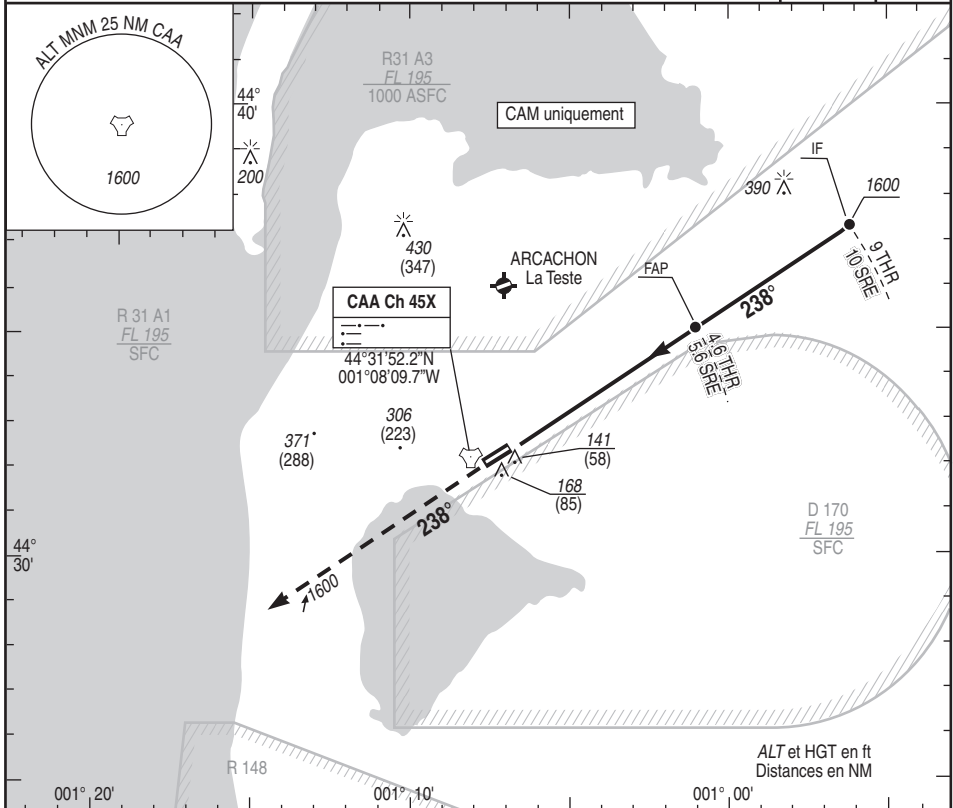 ALT MNM 25 NM CAA
1600
44°
40'
200
R31 A3
FL 195
1000 ASFC
CAM uniquement
IF
390
1600
9 THR
10 SRE
430
(347)
ARCACHON
La Teste
FAP
238°
4.6 THR
5.6 SRE
CAA Ch 45X
44°31'52.2"N
001°08'09.7"W
R 31 A1
FL 195
SFC
306
(223)
371
(288)
141
(58)
168
(85)
238°
D 170
FL 195
SFC
44°
30'
1600
R 148
ALT et HGT en ft
Distances en NM
001° 20'
001° 10'
001° 00'